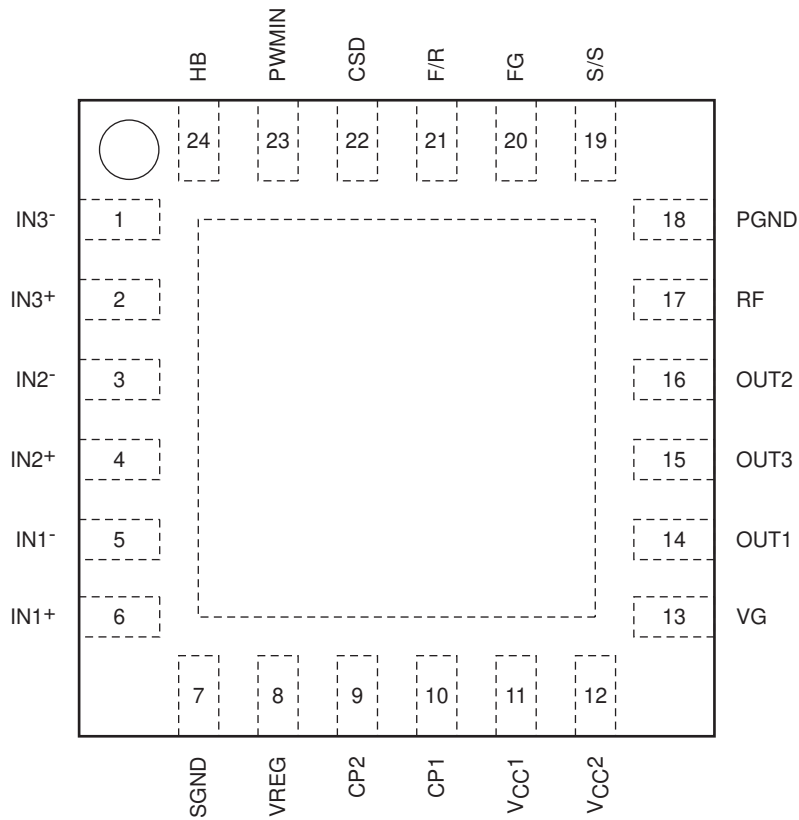 HB PWMIN CSD F/R FG S/S
24 23 22 21 20 19
IN3- 1 18 PGND
IN3+ 2 17 RF
IN2- 3 16 OUT2
IN2+ 4 15 OUT3
IN1- 5 14 OUT1
IN1+ 6 13 VG
7 8 9 10 11 12
SGND VREG CP2 CP1 VCC1 VCC2